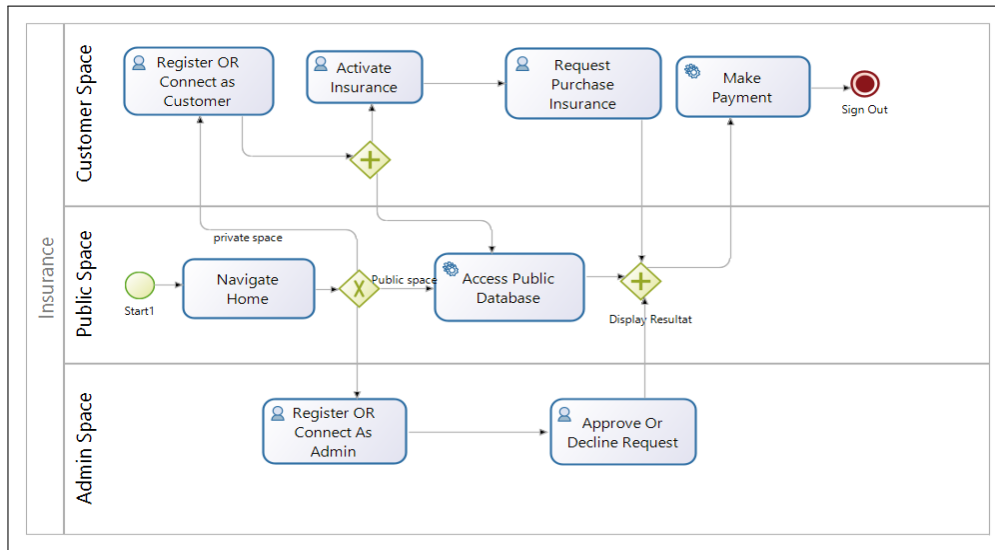 Insurance
Customer Space
Register OR
Connect as
Customer
Activate
Insurance
Request
Purchase
Insurance
Make
Payment
Sign Out
Public Space
private space
Start1
Navigate
Home
X
Public space
Access Public
Database
Display Resultat
Admin Space
Register OR
Connect As
Admin
Approve Or
Decline Request